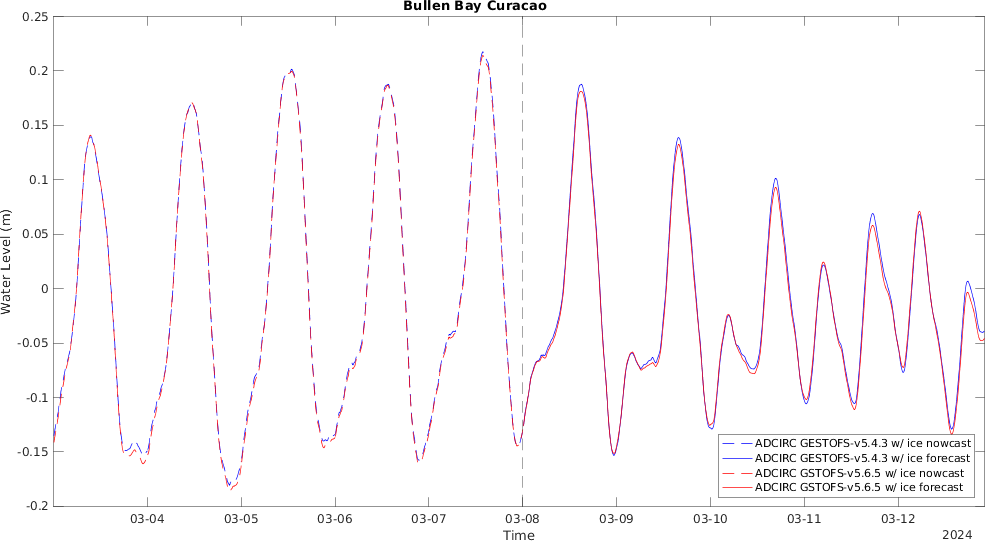 Bullen Bay Curacao
0.25
0.2
0.15
0.1
0.05
0
-0.05
-0.1
-0.15
-0.2
Water Level (m)
03-04 03-05 03-06 03-07 03-08 03-09 03-10 03-11 03-12
Time
2024
ADCIRC GESTOFS-v5.4.3 w/ ice nowcast
ADCIRC GESTOFS-v5.4.3 w/ ice forecast
ADCIRC GSTOFS-v5.6.5 w/ ice nowcast
ADCIRC GSTOFS-v5.6.5 w/ ice forecast